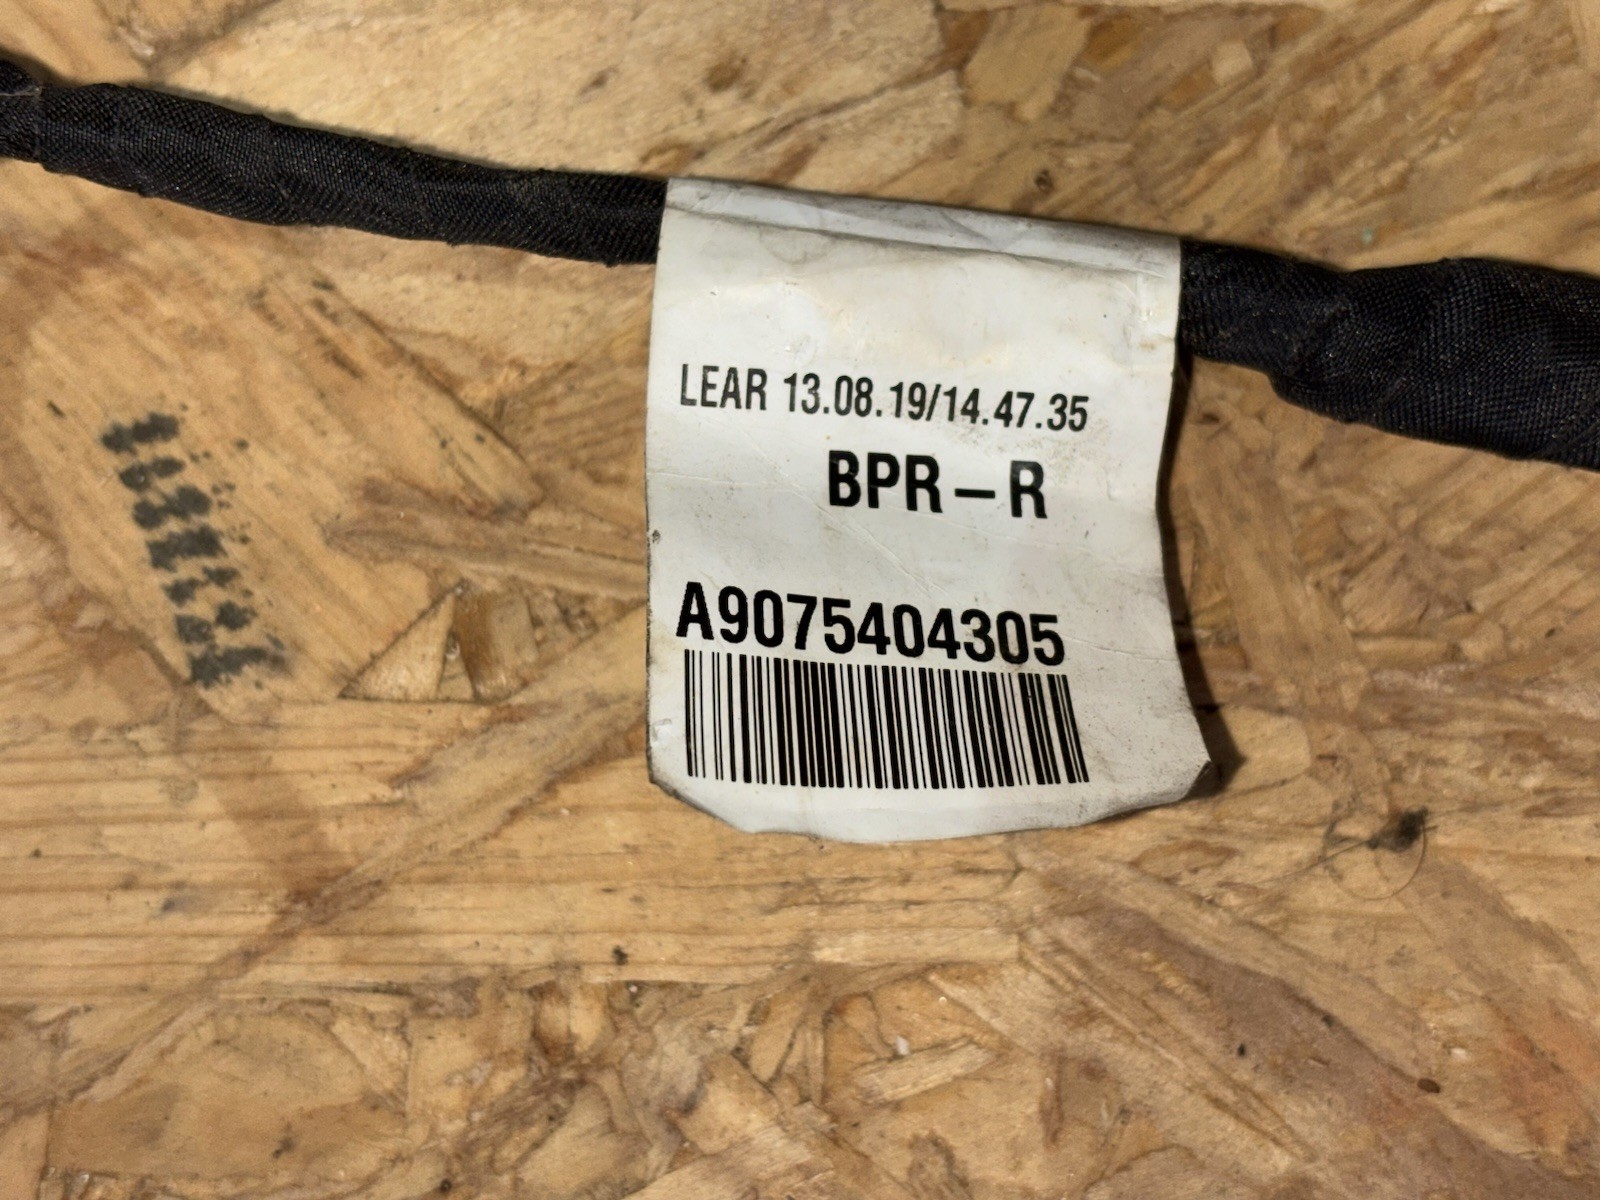 LEAR 13.08.19/14.47.35
BPR – R
A9075404305